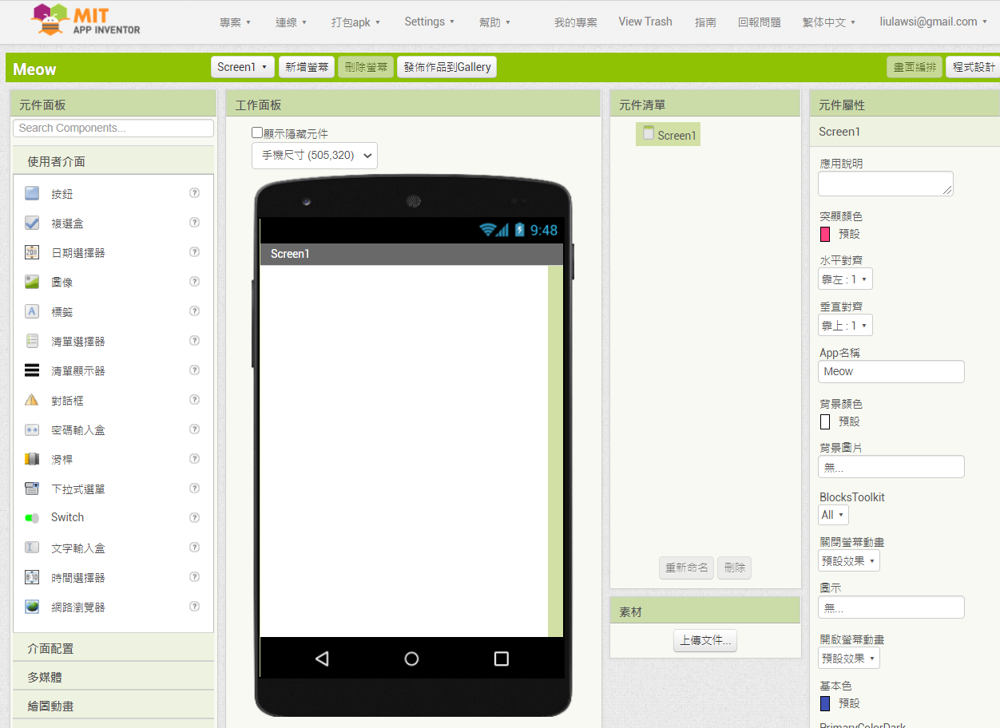 MIT
APP INVENTOR
專案 連線 打包apk Settings 幫助 我的專案 View Trash 指南 回報問題 繁体中文 liulawsi@gmail.com
Meow
Screen1 新增螢幕 刪除螢幕 發佈作品到Gallery 畫面編排 程式設計
元件面板
Search Components...
使用者介面
按鈕
複選盒
日期選擇器
圖像
標籤
清單選擇器
清單顯示器
對話框
密碼輸入盒
滑桿
下拉式選單
Switch
文字輸入盒
時間選擇器
網路瀏覽器
介面配置
多媒體
繪圖動畫
工作面板
顯示隱藏元件
手機尺寸 (505,320)
9:48
Screen1
元件清單
Screen1
重新命名 刪除
素材
上傳文件...
元件屬性
Screen1
應用說明
突顯顏色
預設
水平對齊
靠左 : 1
垂直對齊
靠上 : 1
App名稱
Meow
背景顏色
預設
背景圖片
無...
BlocksToolkit
All
關閉螢幕動畫
預設效果
圖示
無...
開啟螢幕動畫
預設效果
基本色
預設
PrimaryColorDark